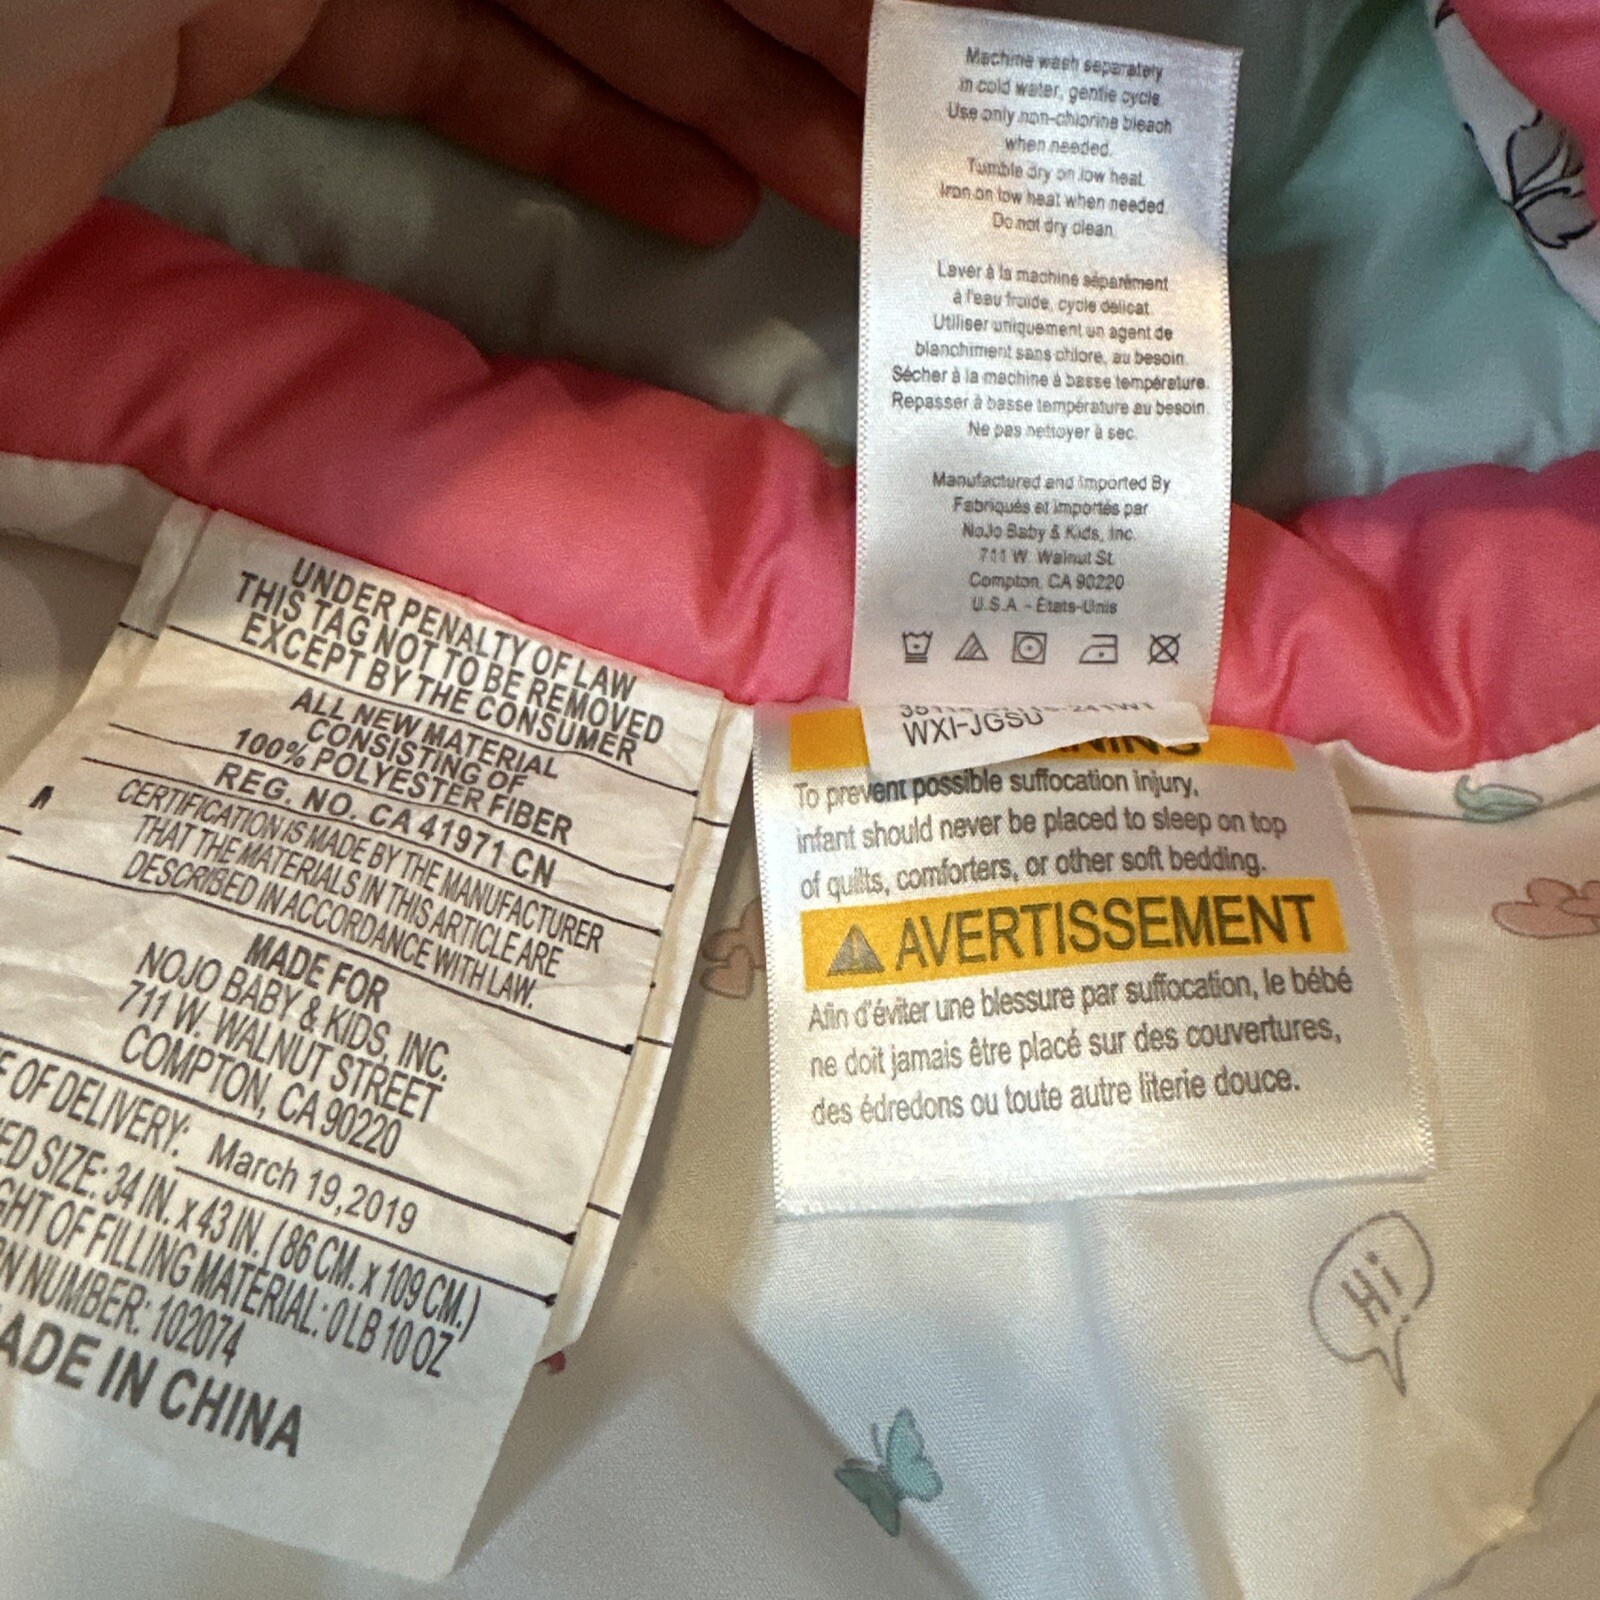 Machine wash separately
in cold water, gentle cycle.
Use only non-chlorine bleach
when needed.
Tumble dry on low heat.
Iron on low heat when needed.
Do not dry clean.
Laver à la machine séparément
à l'eau froide, cycle délicat.
Utiliser uniquement un agent de
blanchiment sans chlore, au besoin.
Sécher à la machine à basse température.
Repasser à basse température au besoin.
Ne pas nettoyer à sec.
Manufactured and Imported By
Fabriqués et importés par
NoJo Baby & Kids, Inc.
711 W. Walnut St.
Compton, CA 90220
U.S.A - États-Unis
WXI-JGSU
UNDER PENALTY OF LAW
THIS TAG NOT TO BE REMOVED
EXCEPT BY THE CONSUMER
ALL NEW MATERIAL
CONSISTING OF
100% POLYESTER FIBER
REG. NO. CA 41971 CN
CERTIFICATION IS MADE BY THE MANUFACTURER
THAT THE MATERIALS IN THIS ARTICLE ARE
DESCRIBED IN ACCORDANCE WITH LAW.
MADE FOR
NOJO BABY & KIDS, INC.
711 W. WALNUT STREET
COMPTON, CA 90220
OF DELIVERY: March 19,2019
ED SIZE: 34 IN. x 43 IN. ( 86 CM. x 109 CM.)
GHT OF FILLING MATERIAL: 0 LB 10 OZ
RN NUMBER: 102074
ADE IN CHINA
NING
To prevent possible suffocation injury,
infant should never be placed to sleep on top
of quilts, comforters, or other soft bedding.
AVERTISSEMENT
Afin d'éviter une blessure par suffocation, le bébé
ne doit jamais être placé sur des couvertures,
des édredons ou toute autre literie douce.
Hi